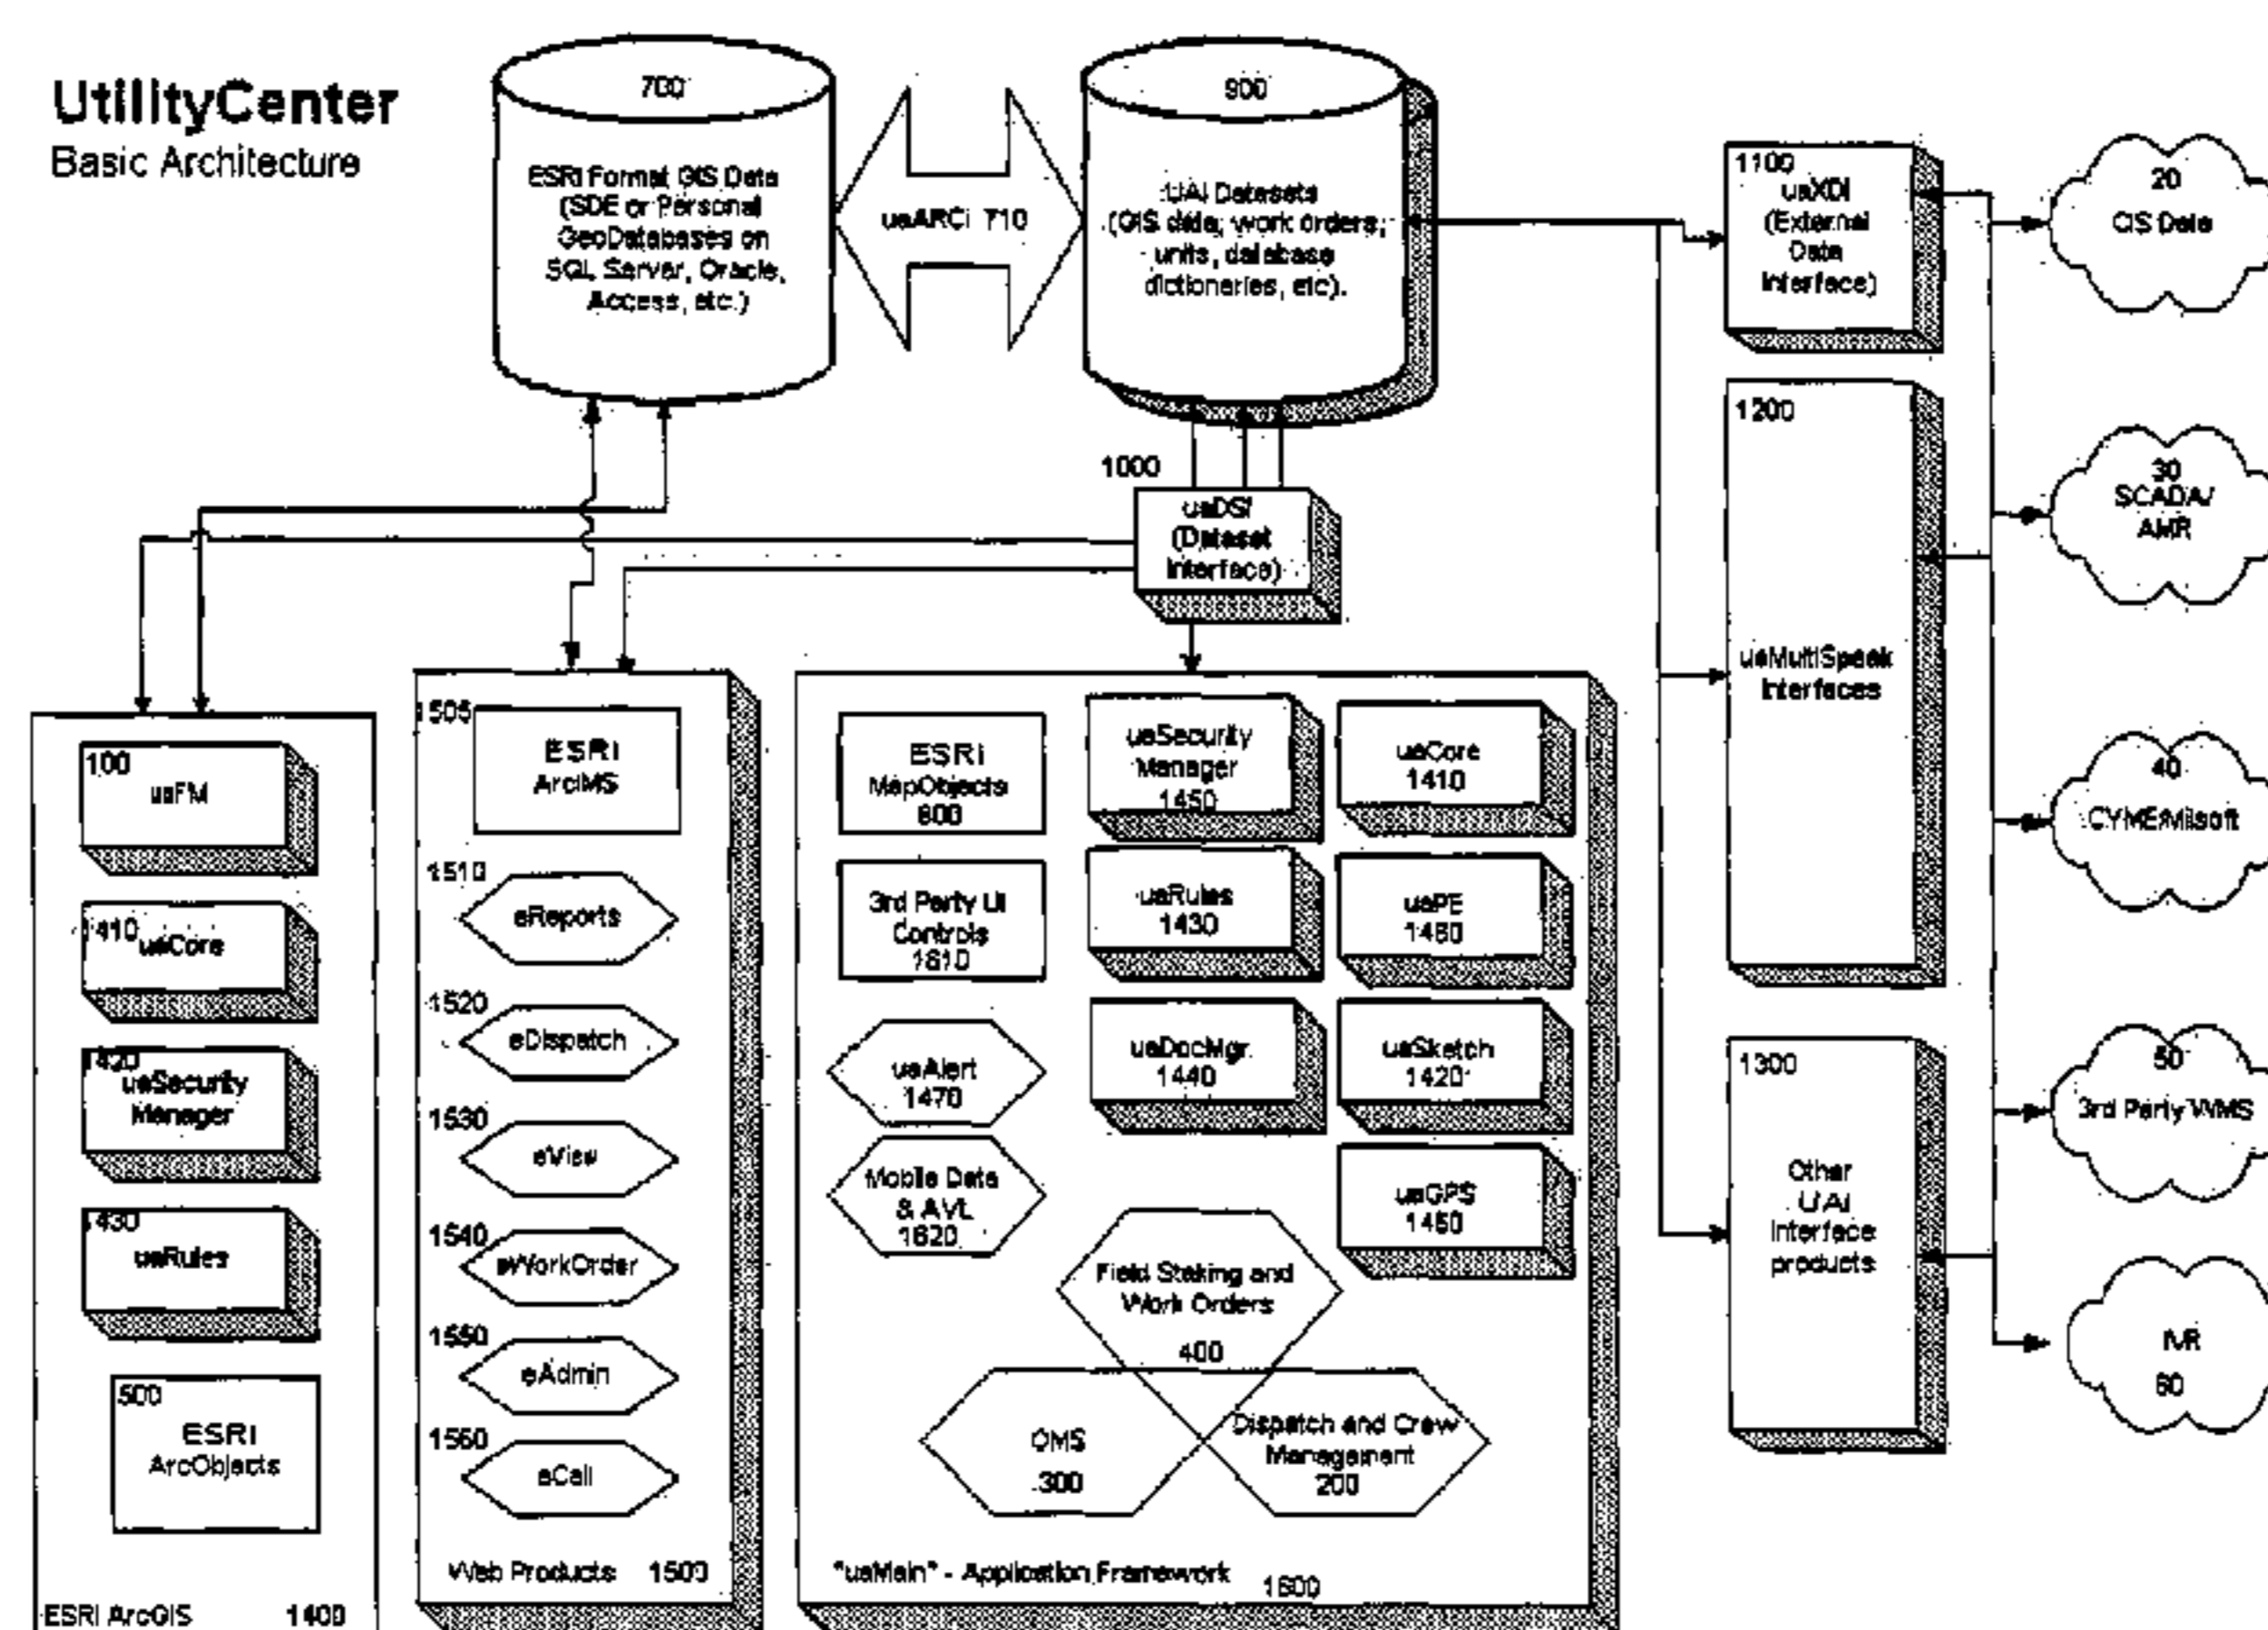 UtilityCenter
Basic Architecture
700
ESRI Format GIS Data
(SDE or Personal
GeoDatabases on
SQL Server, Oracle,
Access, etc.)
uaARCi 710
900
UAI Datasets
(GIS data, work orders,
units, database
dictionaries, etc).
1000
uaDSI
(Dataset
Interface)
1100
uaXDI
(External
Data
Interface)
1200
uaMultiSpeak
Interfaces
1300
Other
UAI
Interface
products
20
CIS Data
30
SCADA/
AMR
40
CYME/Milsoft
50
3rd Party WMS
IVR
60
100
uaFM
1410
uaCore
1420
uaSecurity
Manager
1430
uaRules
500
ESRI
ArcObjects
ESRI ArcGIS 1400
1505
ESRI
ArcIMS
1510
eReports
1520
eDispatch
1530
eView
1540
eWorkOrder
1550
eAdmin
1560
eCall
Web Products 1500
ESRI
MapObjects
600
uaSecurity
Manager
1450
uaCore
1410
3rd Party UI
Controls
1610
uaRules
1430
uaPE
1460
uaAlert
1470
uaDocMgr
1440
uaSketch
1420
Mobile Data
& AVL
1620
uaGPS
1460
Field Staking and
Work Orders
400
OMS
300
Dispatch and Crew
Management
200
"uaMain" - Application Framework 1600